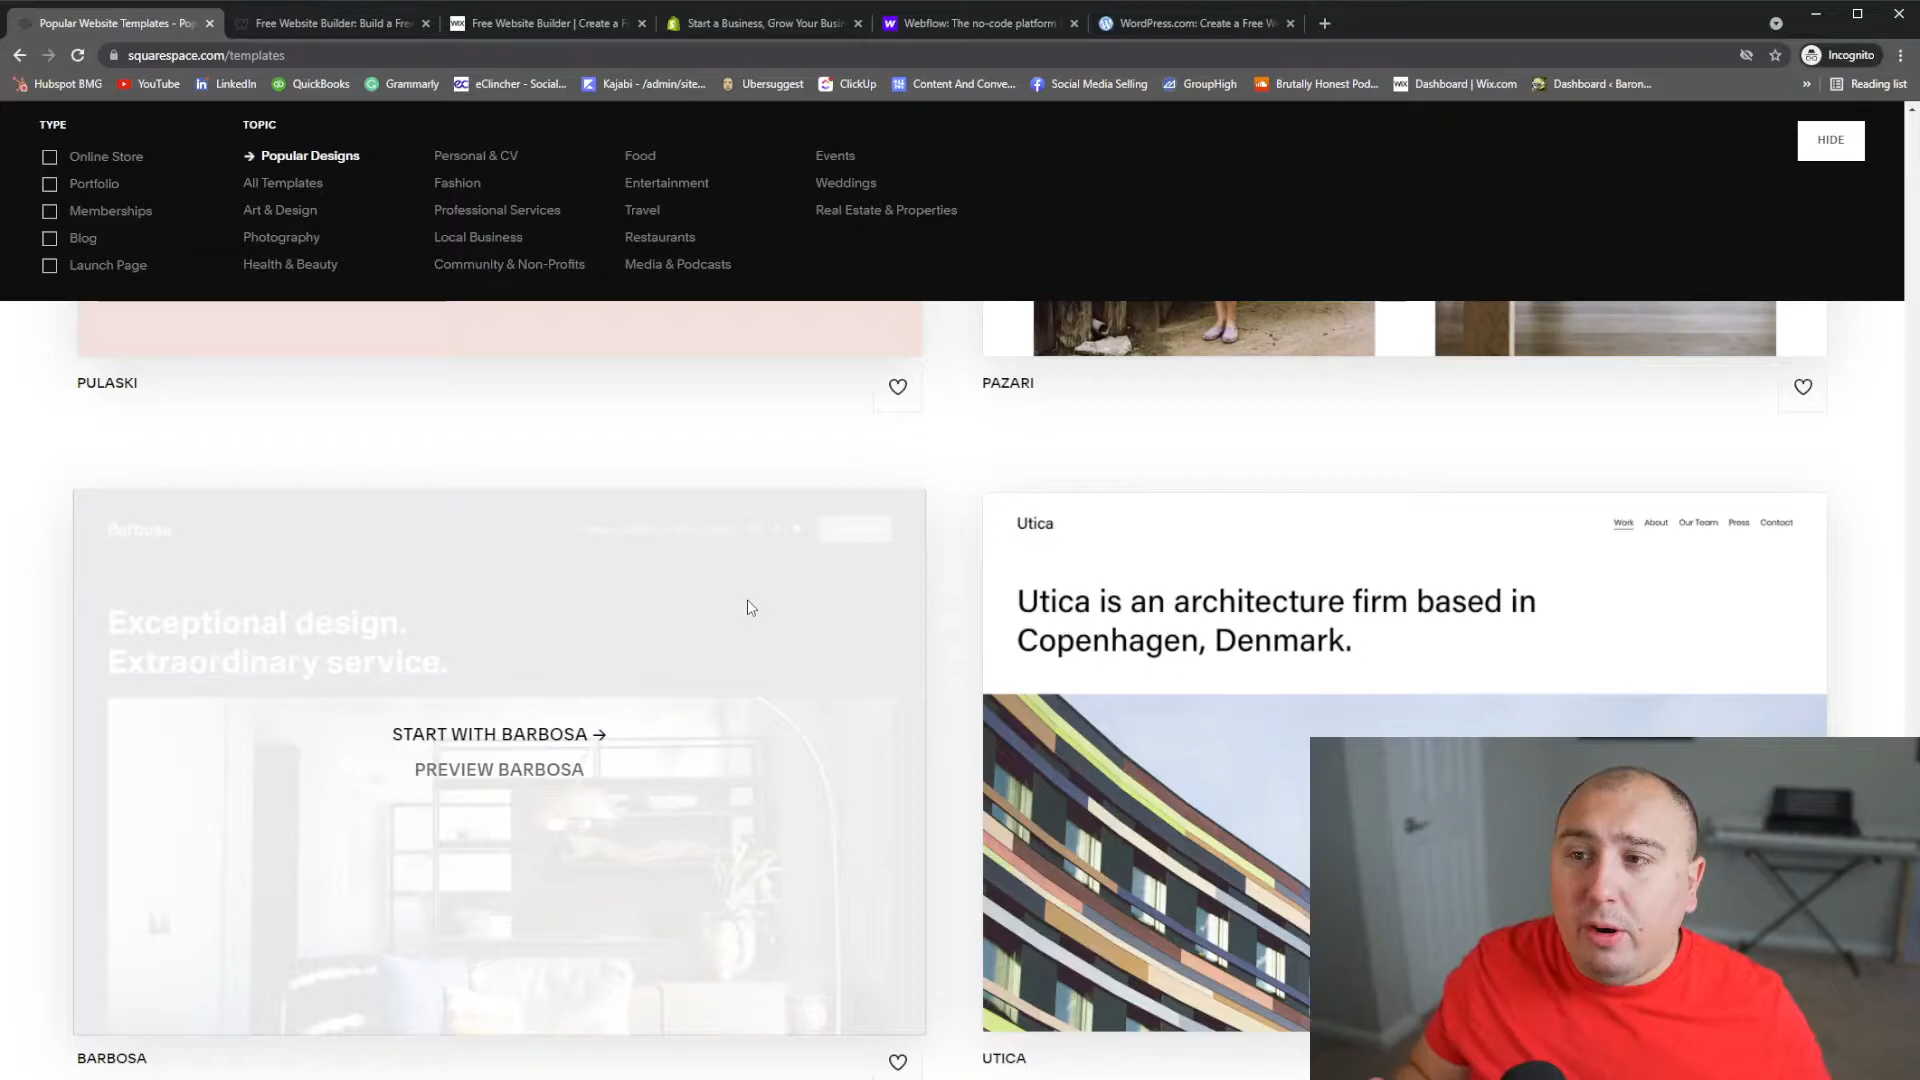 Popular Website Templates - Pop
Free Website Builder: Build a Free
Free Website Builder | Create a F
Start a Business, Grow Your Busin
Webflow: The no-code platform
WordPress.com: Create a Free W
squarespace.com/templates
Incognito
Hubspot BMG
YouTube
LinkedIn
QuickBooks
Grammarly
eClincher - Social...
Kajabi - /admin/site...
Ubersuggest
ClickUp
Content And Conve...
Social Media Selling
GroupHigh
Brutally Honest Pod...
Dashboard | Wix.com
Dashboard ‹ Baron...
»
Reading list
TYPE
Online Store
Portfolio
Memberships
Blog
Launch Page
TOPIC
→ Popular Designs
All Templates
Art & Design
Photography
Health & Beauty
Personal & CV
Fashion
Professional Services
Local Business
Community & Non-Profits
Food
Entertainment
Travel
Restaurants
Media & Podcasts
Events
Weddings
Real Estate & Properties
HIDE
PULASKI
PAZARI
Barbosa
Exceptional design.
Extraordinary service.
START WITH BARBOSA →
PREVIEW BARBOSA
Utica
Work About Our Team Press Contact
Utica is an architecture firm based in
Copenhagen, Denmark.
BARBOSA
UTICA